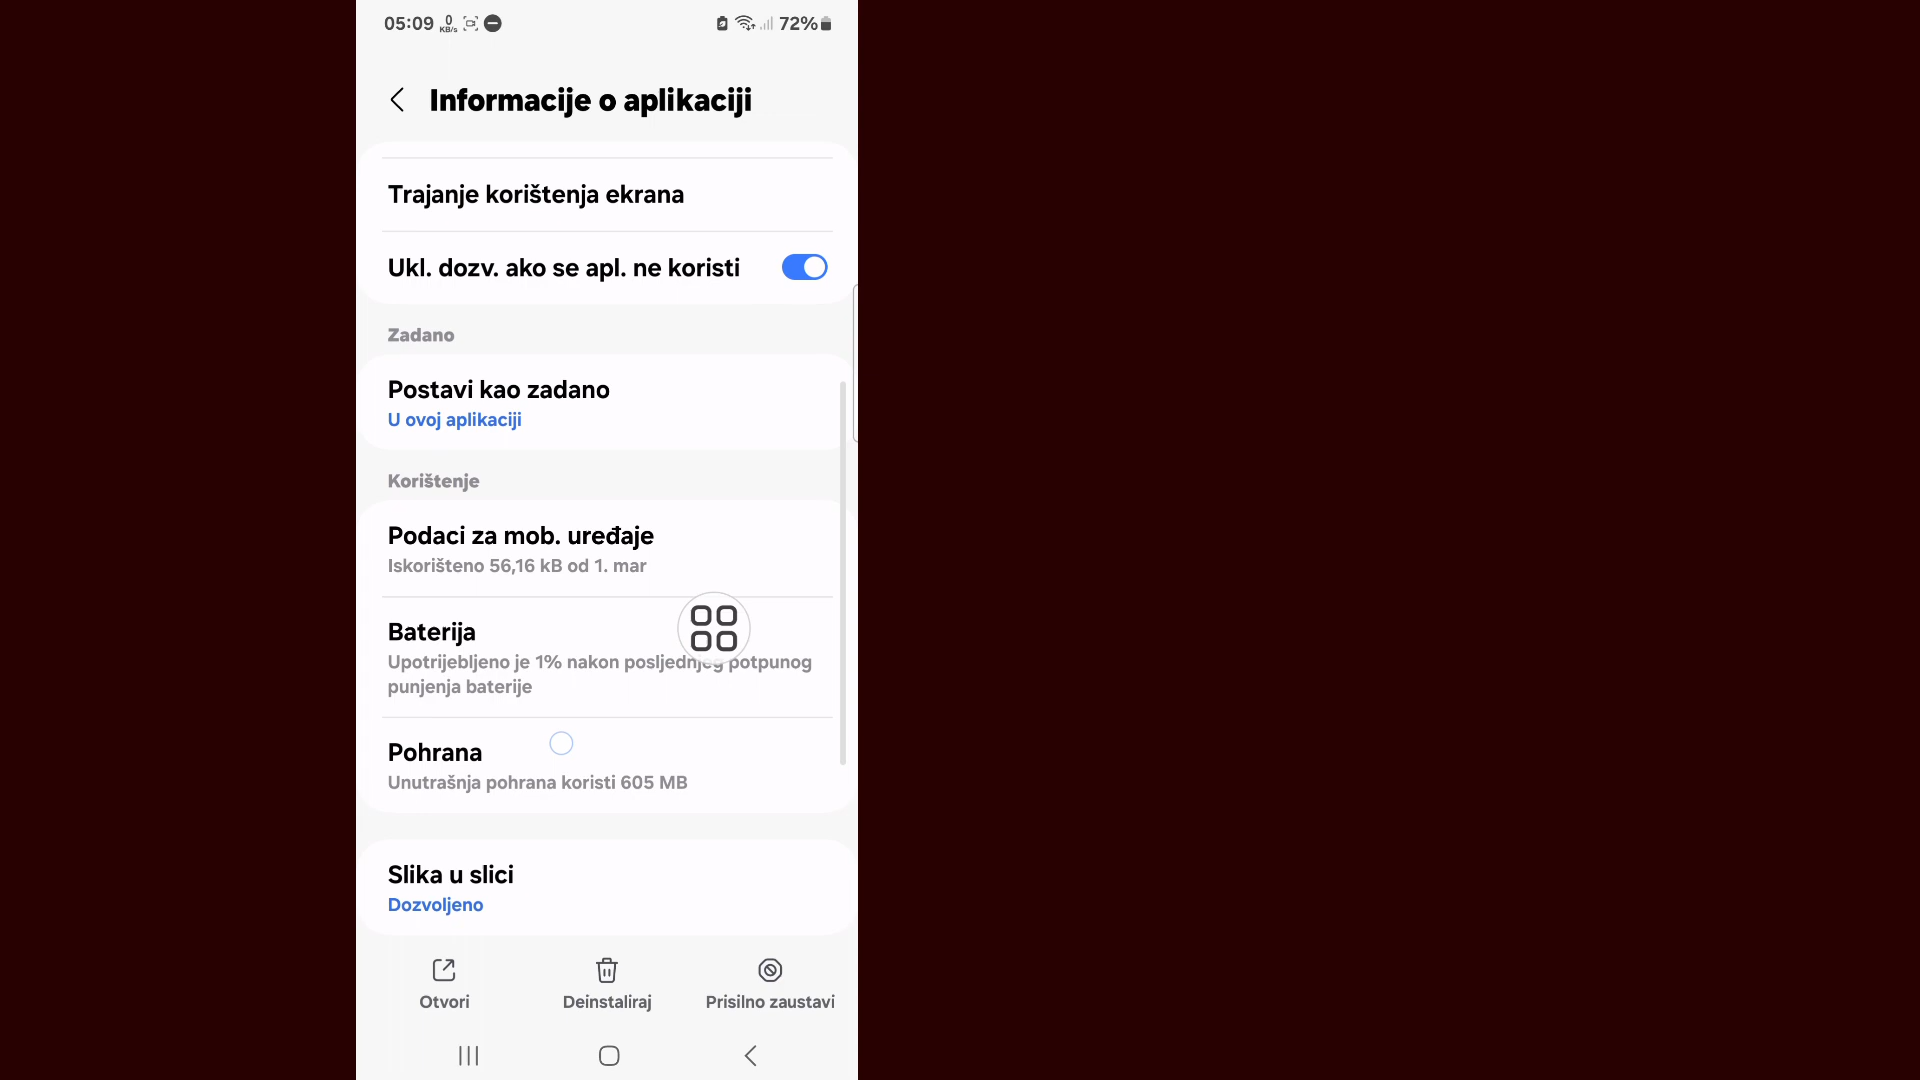 05:09 0 KB/s 72%
Informacije o aplikaciji
Trajanje korištenja ekrana
Ukl. dozv. ako se apl. ne koristi
Zadano
Postavi kao zadano
U ovoj aplikaciji
Korištenje
Podaci za mob. uređaje
Iskorišteno 56,16 kB od 1. mar
Baterija
Upotrijebljeno je 1% nakon posljednjeg potpunog
punjenja baterije
Pohrana
Unutrašnja pohrana koristi 605 MB
Slika u slici
Dozvoljeno
Otvori Deinstaliraj Prisilno zaustavi